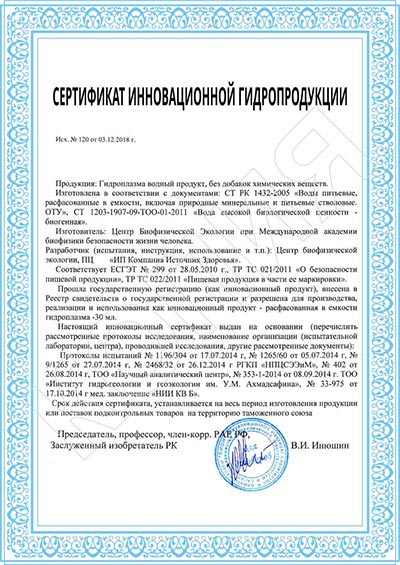 СЕРТИФИКАТ ИННОВАЦИОННОЙ ГИДРОПРОДУКЦИИ
Исх. № 120 от 03.12.2018 г.
Продукция: Гидроплазма водный продукт, без добавок химических веществ.
Изготовлена в соответствии с документами: СТ РК 1432-2005 «Воды питьевые,
расфасованные в емкости, включая природные минеральные и питьевые столовые.
ОТУ», СТ 1203-1907-09-ТОО-01-2011 «Вода высокой биологической ценности -
биогенная».
Изготовитель: Центр Биофизической Экологии при Международной академии
биофизики безопасности жизни человека.
Разработчик (испытания, инструкция, использование и т.п.): Центр биофизической
экологии, ПЦ «ИП Компания Источник Здоровья».
Соответствует ЕСГЭТ № 299 от 28.05.2010 г., ТР ТС 021/2011 «О безопасности
пищевой продукции», ТР ТС 022/2011 «Пищевая продукция в части ее маркировки».
Прошла государственную регистрацию (как инновационный продукт), внесена в
Реестр свидетельств о государственной регистрации и разрешена для производства,
реализации и использования как инновационный продукт - расфасованная в емкости
гидроплазма -30 мл.
Настоящий инновационный сертификат выдан на основании (перечислить
рассмотренные протоколы исследования, наименование организации (испытательной
лаборатории, центра), проводившей исследования, другие рассмотренные документы):
Протоколы испытаний № 1196/304 от 17.07.2014 г, № 1265/60 от 05.07.2014 г, №
9/1265 от 27.07.2014 г, № 2468/32 от 26.12.2014 РГКП «НПЦСЭЭиМ», № 402 от
26.08.2014 г, ТОО «Научный аналитический центр», № 353-1-2014 от 08.09.2014 г. ТОО
«Институт гидрогеологии и геоэкологии им. У.М. Ахмадсафина», № 33-975 от
17.10.2014 г мед. заключение «НИИ КВ Б».
Срок действия сертификата, устанавливается на весь период изготовления продукции
или поставок подконтрольных товаров на территорию таможенного союза
Председатель, профессор, член-корр. РАЕ РФ,
Заслуженный изобретатель РК В.И. Инюшин